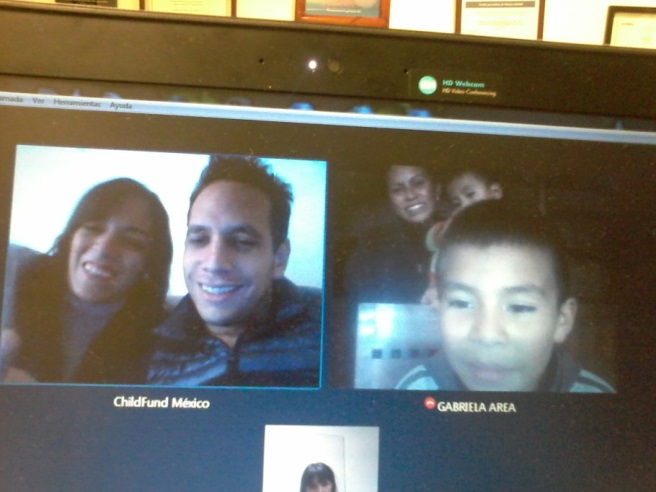 HD Webcam
HD Video Conferencing
Ver Herramientas Ayuda
ChildFund México
GABRIELA AREA